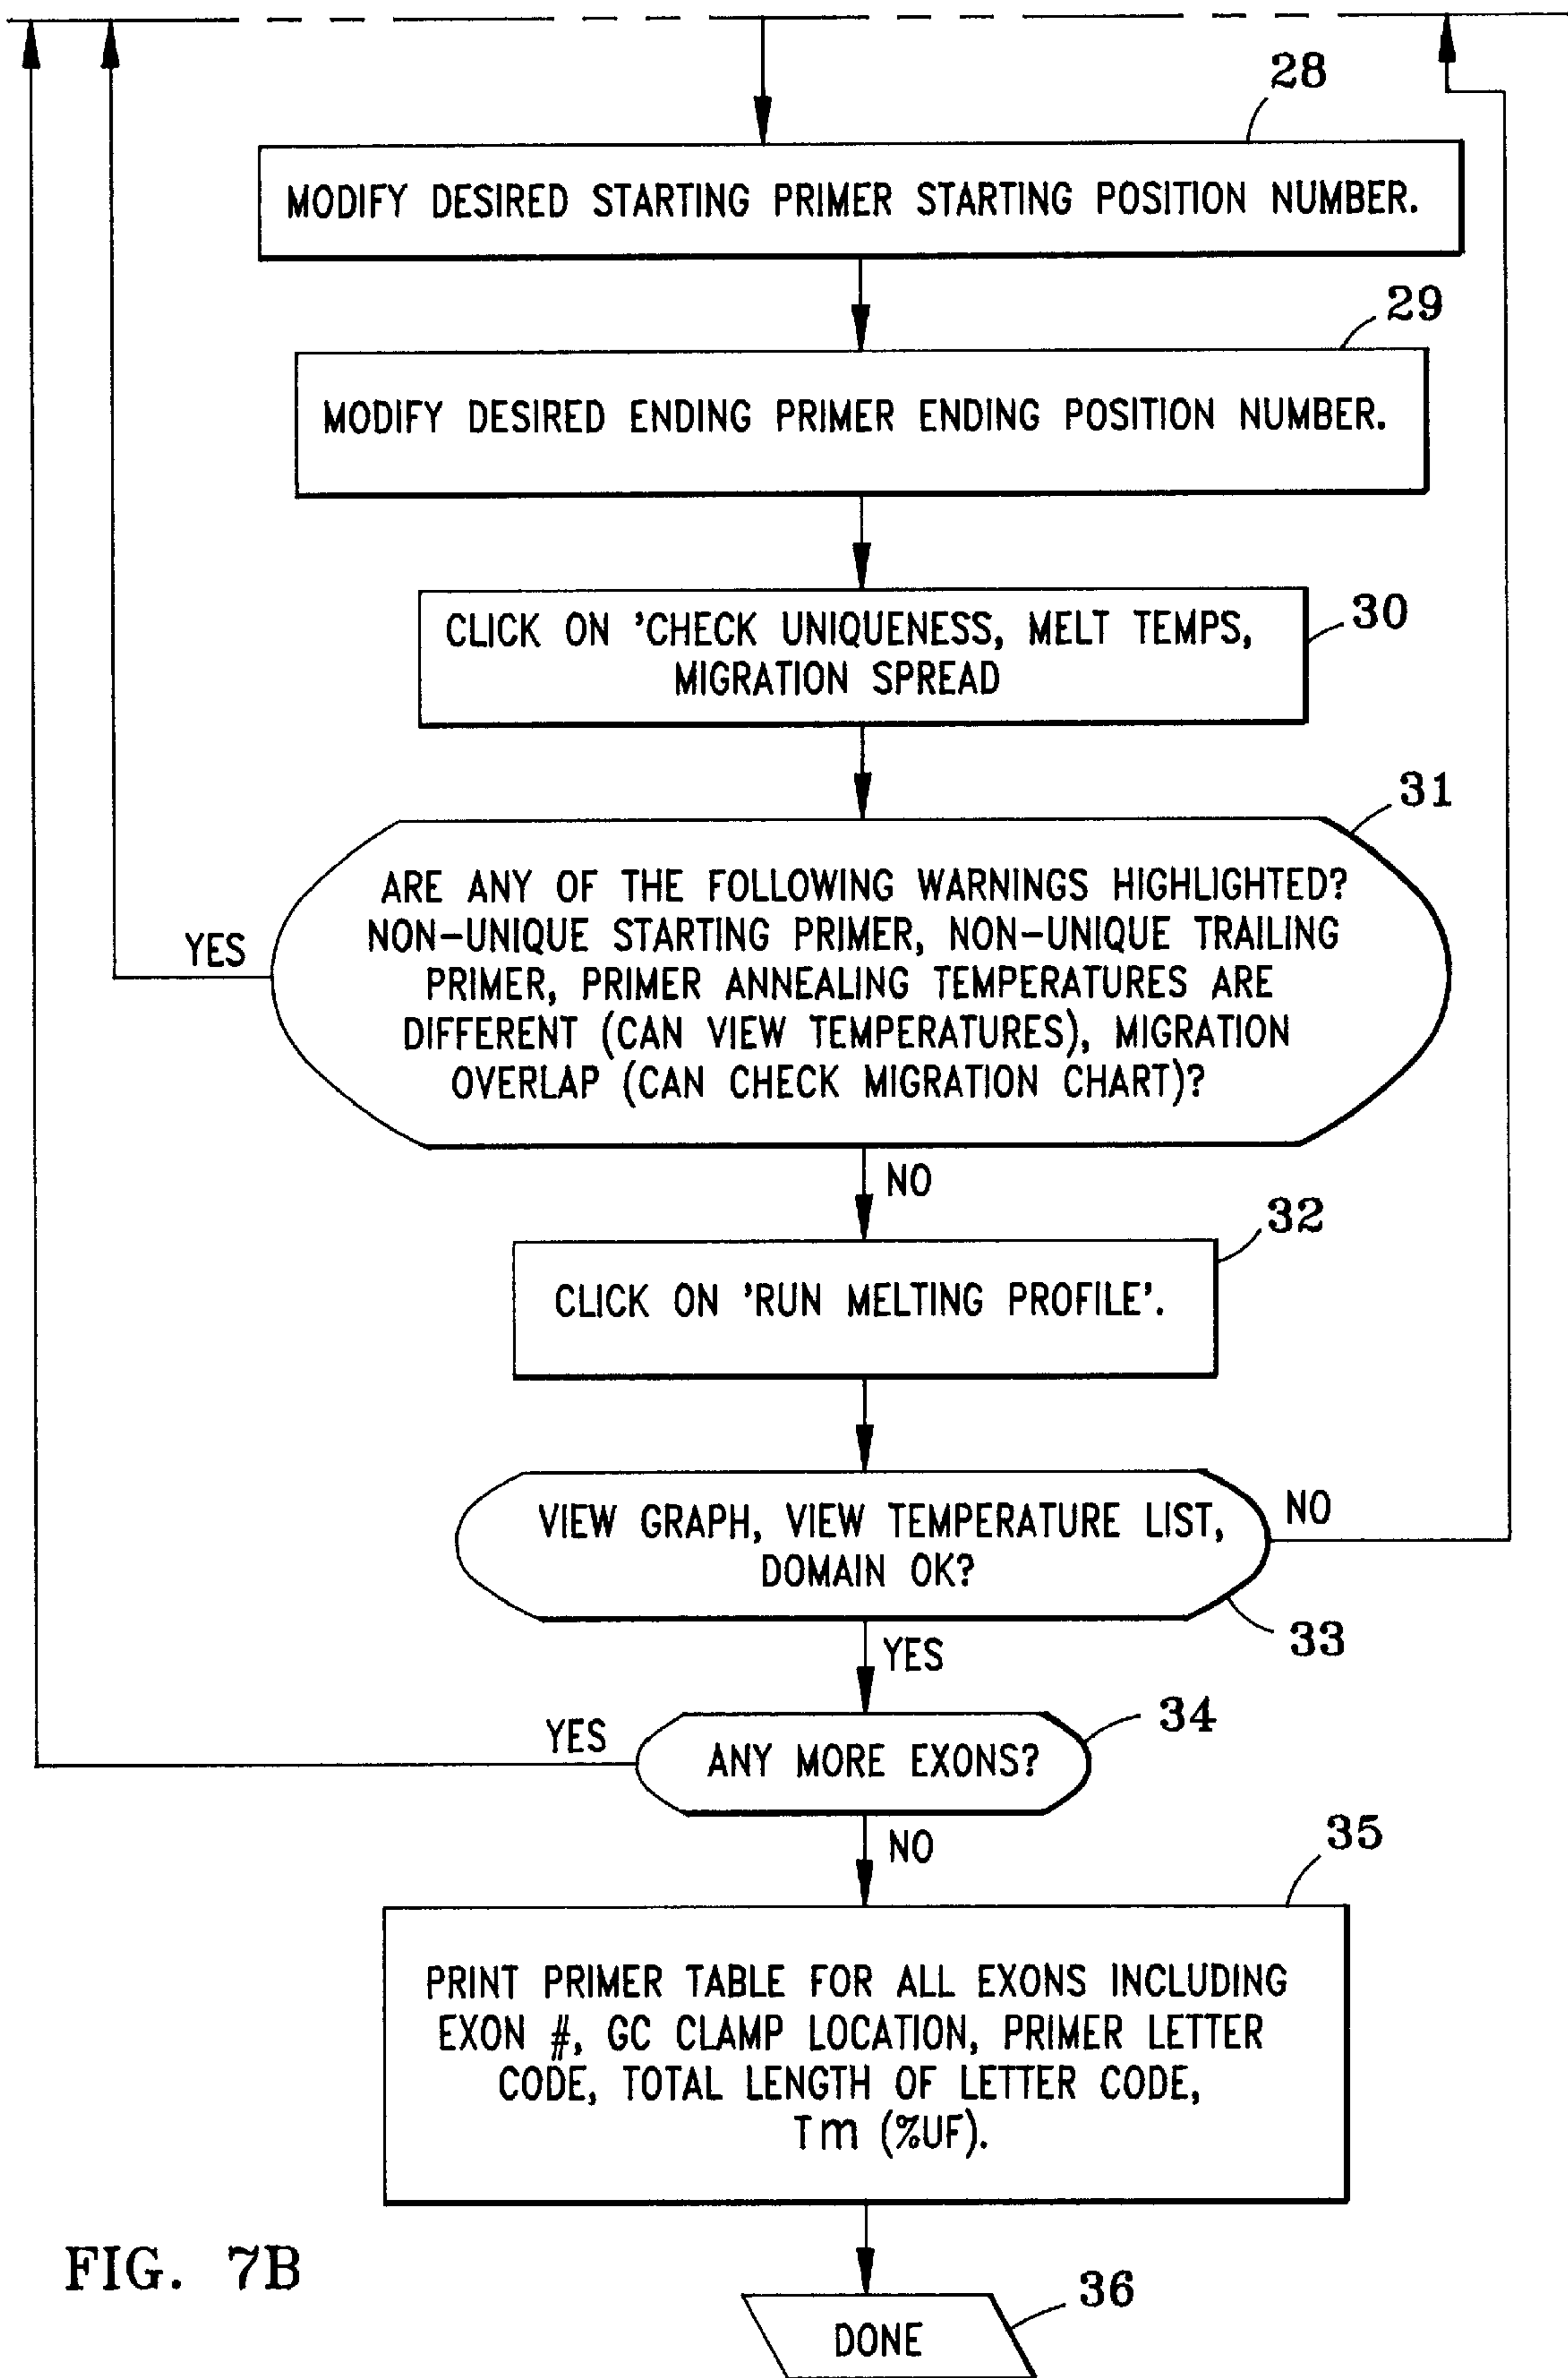 28
MODIFY DESIRED STARTING PRIMER STARTING POSITION NUMBER.
29
MODIFY DESIRED ENDING PRIMER ENDING POSITION NUMBER.
30
CLICK ON 'CHECK UNIQUENESS, MELT TEMPS,
MIGRATION SPREAD
31
ARE ANY OF THE FOLLOWING WARNINGS HIGHLIGHTED?
NON-UNIQUE STARTING PRIMER, NON-UNIQUE TRAILING
PRIMER, PRIMER ANNEALING TEMPERATURES ARE
DIFFERENT (CAN VIEW TEMPERATURES), MIGRATION
OVERLAP (CAN CHECK MIGRATION CHART)?
YES
NO
32
CLICK ON 'RUN MELTING PROFILE'.
VIEW GRAPH, VIEW TEMPERATURE LIST,
DOMAIN OK?
NO
33
YES
34
YES
ANY MORE EXONS?
NO
35
PRINT PRIMER TABLE FOR ALL EXONS INCLUDING
EXON #, GC CLAMP LOCATION, PRIMER LETTER
CODE, TOTAL LENGTH OF LETTER CODE,
Tm (%UF).
FIG. 7B
36
DONE